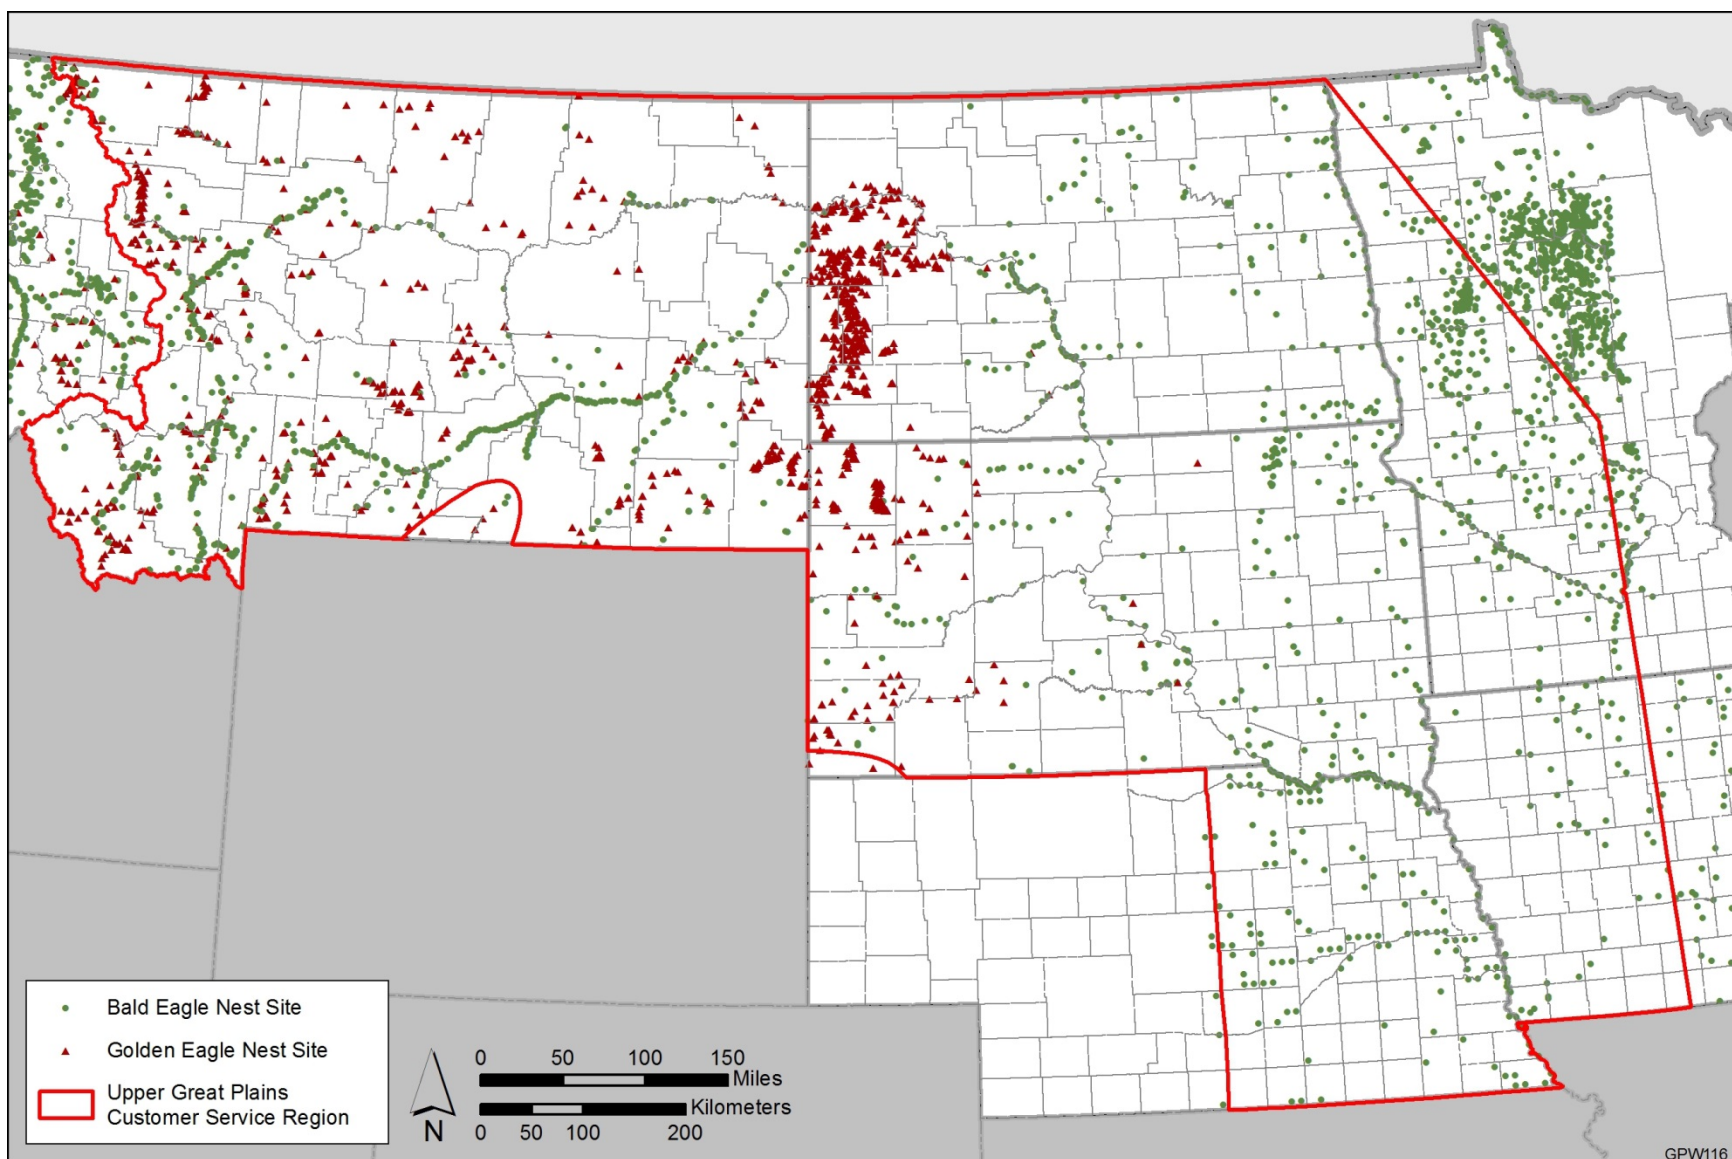 Bald Eagle Nest Site
Golden Eagle Nest Site
Upper Great Plains
Customer Service Region
0 50 100 150
Miles
Kilometers
0 50 100 200
N
GPW116